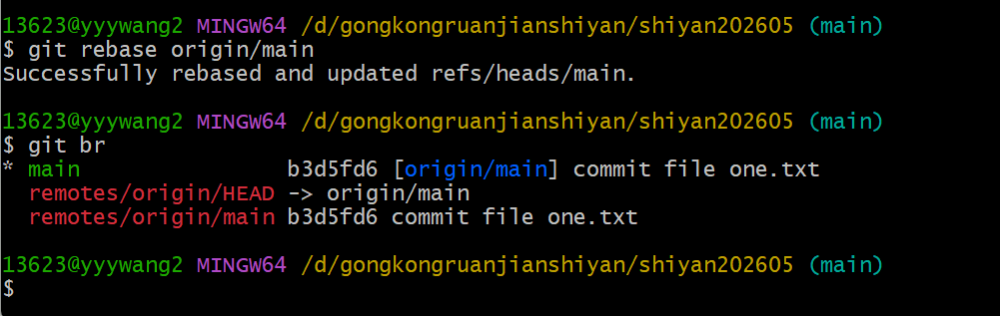 13623@yyywang2 MINGW64 /d/gongkongruanjianshiyan/shiyan202605 (main)
$ git rebase origin/main
Successfully rebased and updated refs/heads/main.
13623@yyywang2 MINGW64 /d/gongkongruanjianshiyan/shiyan202605 (main)
$ git br
* main                b3d5fd6 [origin/main] commit file one.txt
  remotes/origin/HEAD -> origin/main
  remotes/origin/main b3d5fd6 commit file one.txt
13623@yyywang2 MINGW64 /d/gongkongruanjianshiyan/shiyan202605 (main)
$